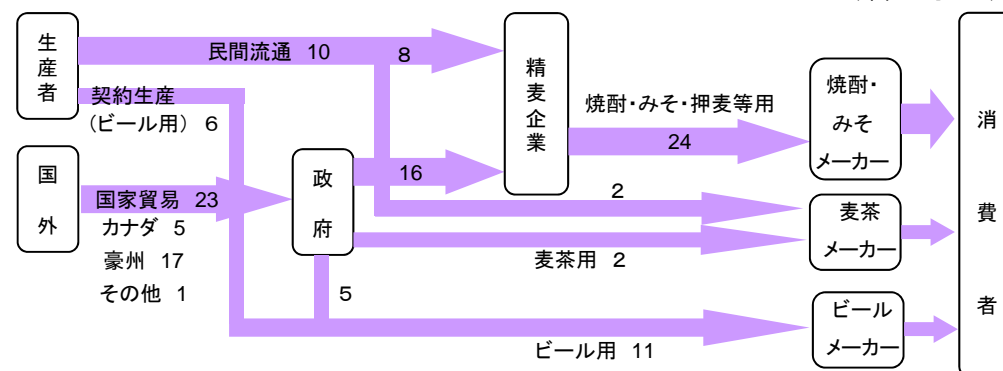 生産者
民間流通 10
8
契約生産
(ビール用) 6
国外
国家貿易 23
カナダ 5
豪州 17
その他 1
政府
16
5
精麦企業
焼酎・みそ・押麦等用
24
2
麦茶用 2
ビール用 11
焼酎・
みそ
メーカー
麦茶
メーカー
ビール
メーカー
消費者